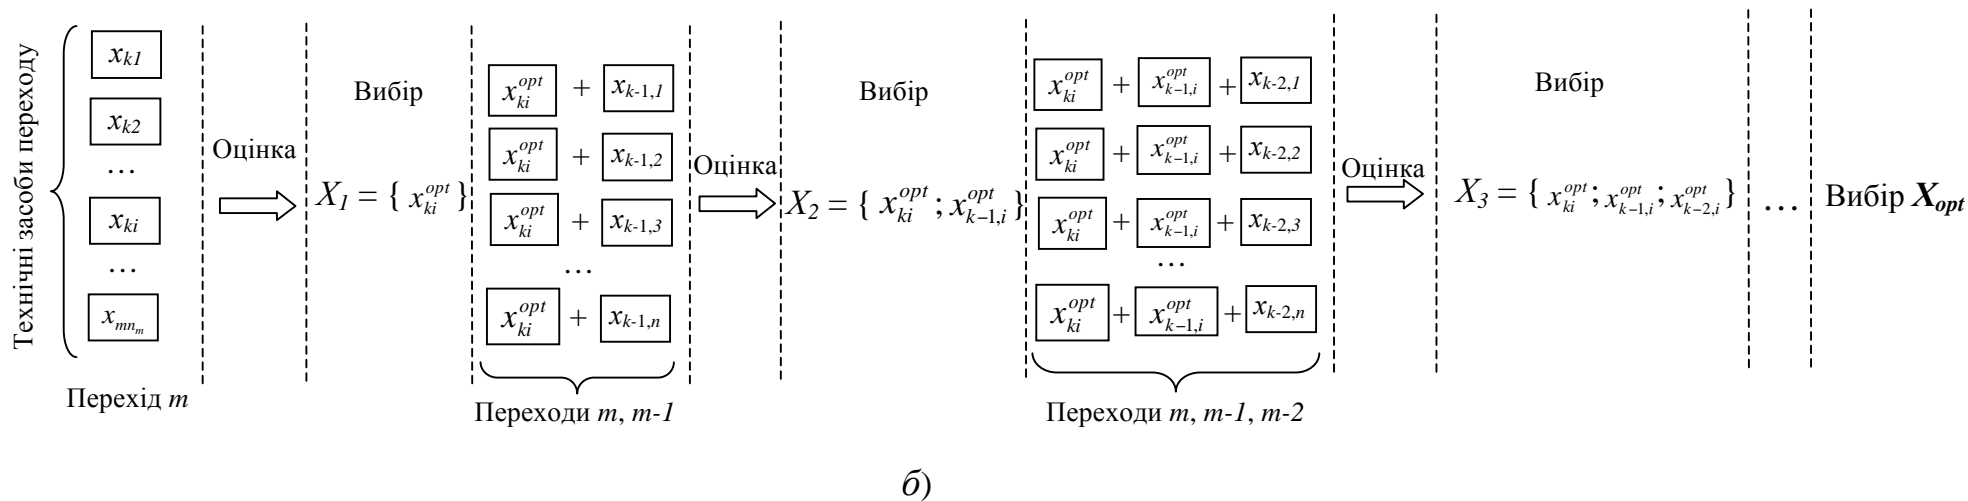 Технічні засоби переходу
x_{k1}
x_{k2}
…
x_{ki}
…
x_{mn_m}
Перехід m
Оцінка
Вибір
X_1 = { x_{ki}^{opt} }
x_{ki}^{opt} + x_{k-1,1}
x_{ki}^{opt} + x_{k-1,2}
x_{ki}^{opt} + x_{k-1,3}
…
x_{ki}^{opt} + x_{k-1,n}
Переходи m, m-1
Оцінка
Вибір
X_2 = { x_{ki}^{opt}; x_{k-1,i}^{opt} }
x_{ki}^{opt} + x_{k-1,i}^{opt} + x_{k-2,1}
x_{ki}^{opt} + x_{k-1,i}^{opt} + x_{k-2,2}
x_{ki}^{opt} + x_{k-1,i}^{opt} + x_{k-2,3}
…
x_{ki}^{opt} + x_{k-1,i}^{opt} + x_{k-2,n}
Переходи m, m-1, m-2
Оцінка
Вибір
X_3 = { x_{ki}^{opt}; x_{k-1,i}^{opt}; x_{k-2,i}^{opt} }
…
Вибір X_{opt}
б)